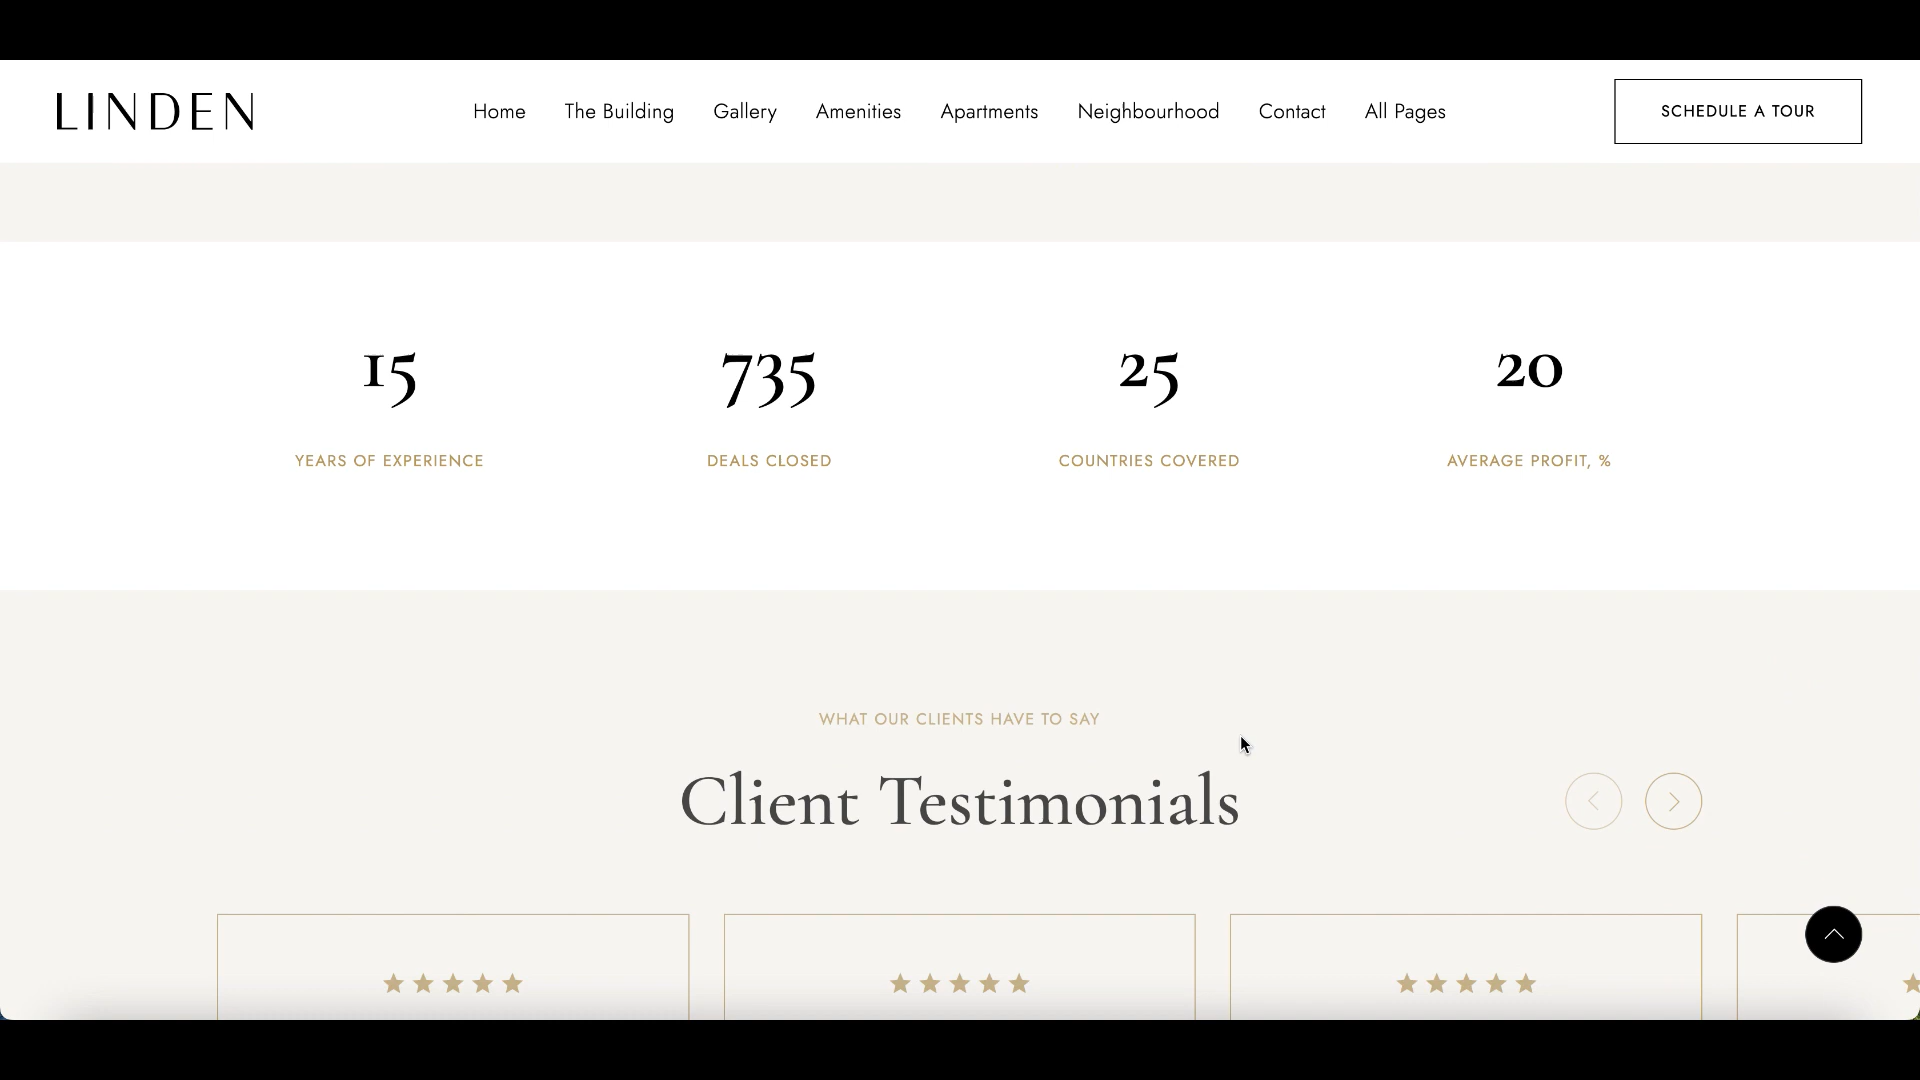 LINDEN
Home
The Building
Gallery
Amenities
Apartments
Neighbourhood
Contact
All Pages
SCHEDULE A TOUR
15
735
25
20
YEARS OF EXPERIENCE
DEALS CLOSED
COUNTRIES COVERED
AVERAGE PROFIT, %
WHAT OUR CLIENTS HAVE TO SAY
Client Testimonials